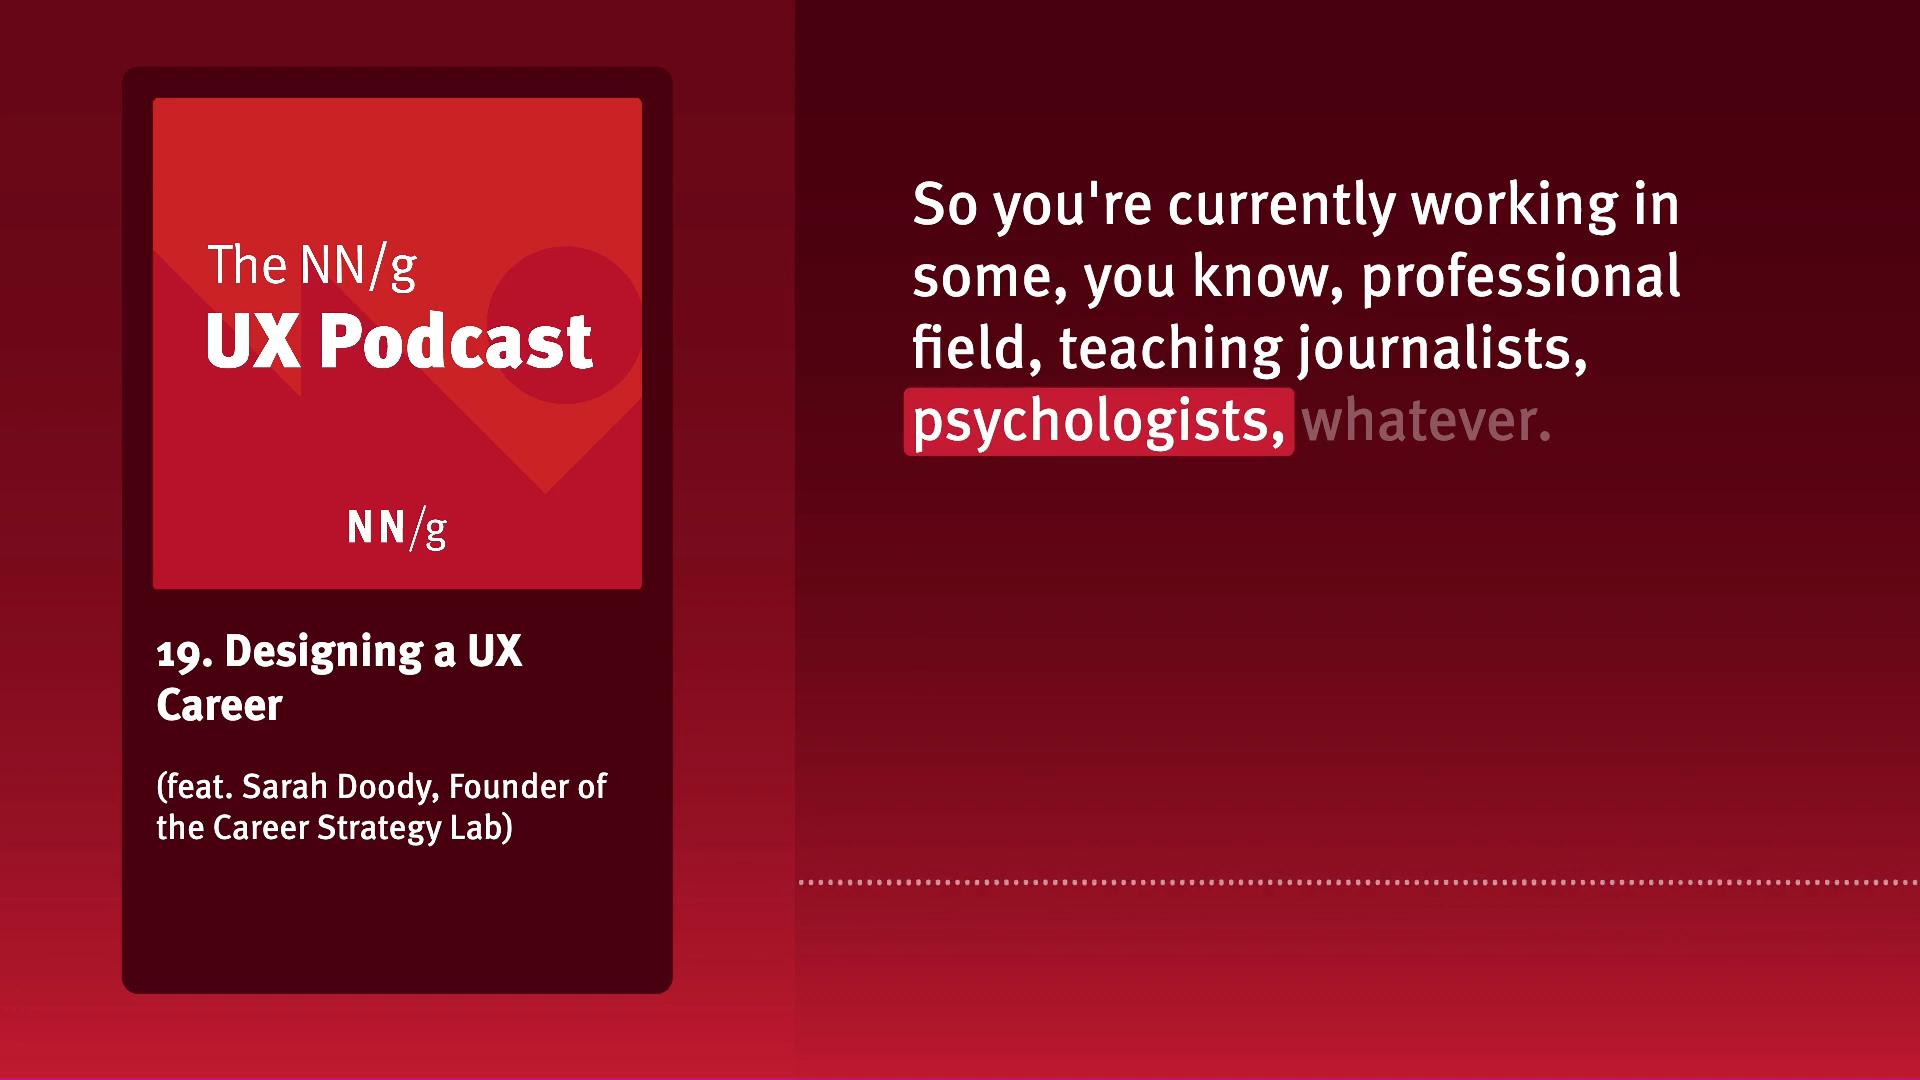 The NN/g
UX Podcast
NN/g
19. Designing a UX
Career
(feat. Sarah Doody, Founder of
the Career Strategy Lab)
So you're currently working in
some, you know, professional
field, teaching journalists,
psychologists, whatever.